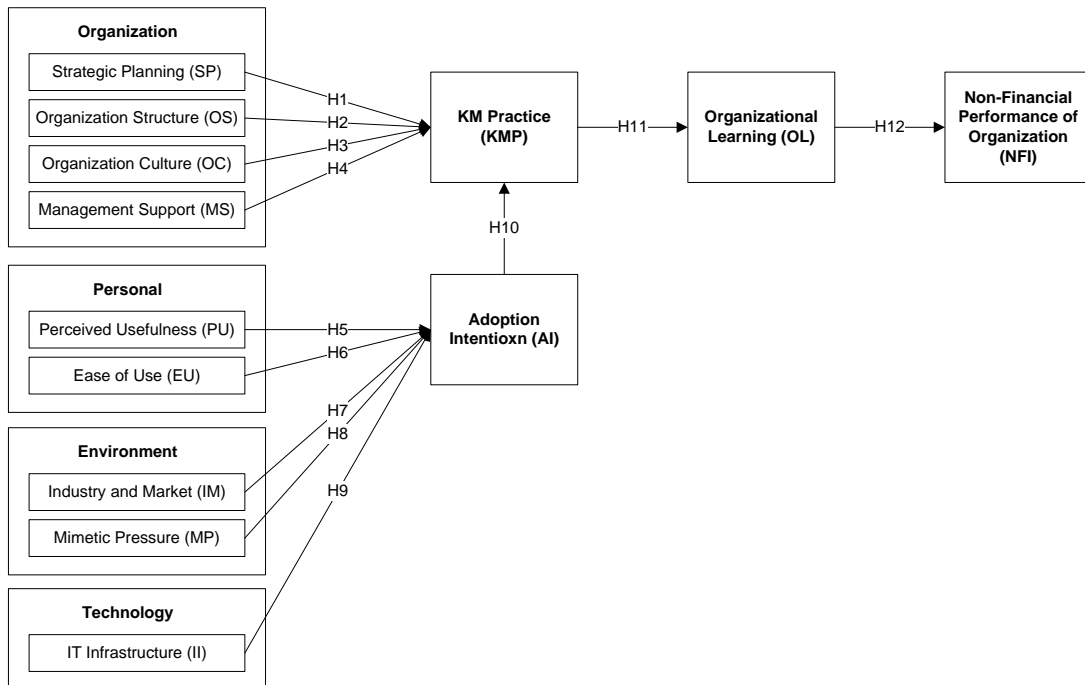 Organization
Strategic Planning (SP)
Organization Structure (OS)
Organization Culture (OC)
Management Support (MS)
H1
H2
H3
H4
KM Practice
(KMP)
H11
Organizational
Learning (OL)
H12
Non-Financial
Performance of
Organization
(NFI)
H10
Personal
Perceived Usefulness (PU)
Ease of Use (EU)
H5
H6
Adoption
Intentioxn (AI)
H7
H8
H9
Environment
Industry and Market (IM)
Mimetic Pressure (MP)
Technology
IT Infrastructure (II)